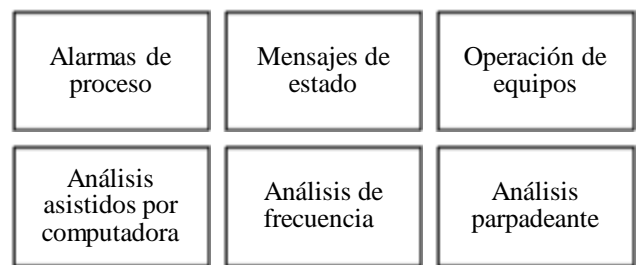 Alarmas de
proceso
Mensajes de
estado
Operación de
equipos
Análisis
asistidos por
computadora
Análisis de
frecuencia
Análisis
parpadeante